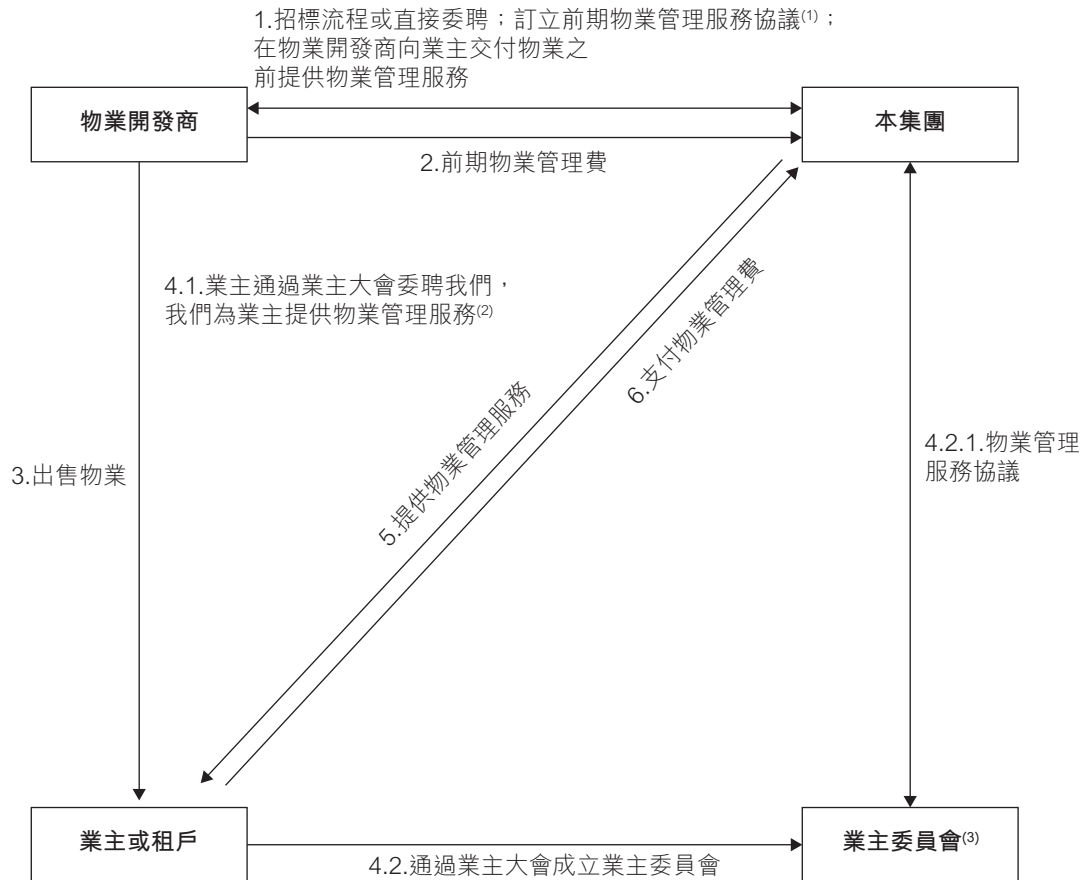 1.招標流程或直接委聘；訂立前期物業管理服務協議(1)；
在物業開發商向業主交付物業之
前提供物業管理服務
物業開發商
本集團
2.前期物業管理費
4.1.業主通過業主大會委聘我們，
我們為業主提供物業管理服務(2)
6.支付物業管理費
5.提供物業管理服務
3.出售物業
4.2.1.物業管理
服務協議
業主或租戶
業主委員會(3)
4.2.通過業主大會成立業主委員會